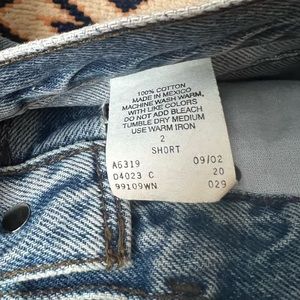 100% COTTON
MADE IN MEXICO
MACHINE WASH WARM,
WITH LIKE COLORS
DO NOT ADD BLEACH
TUMBLE DRY MEDIUM
USE WARM IRON
2
SHORT
A6319 09/02
D4023 C 20
99109WN 029